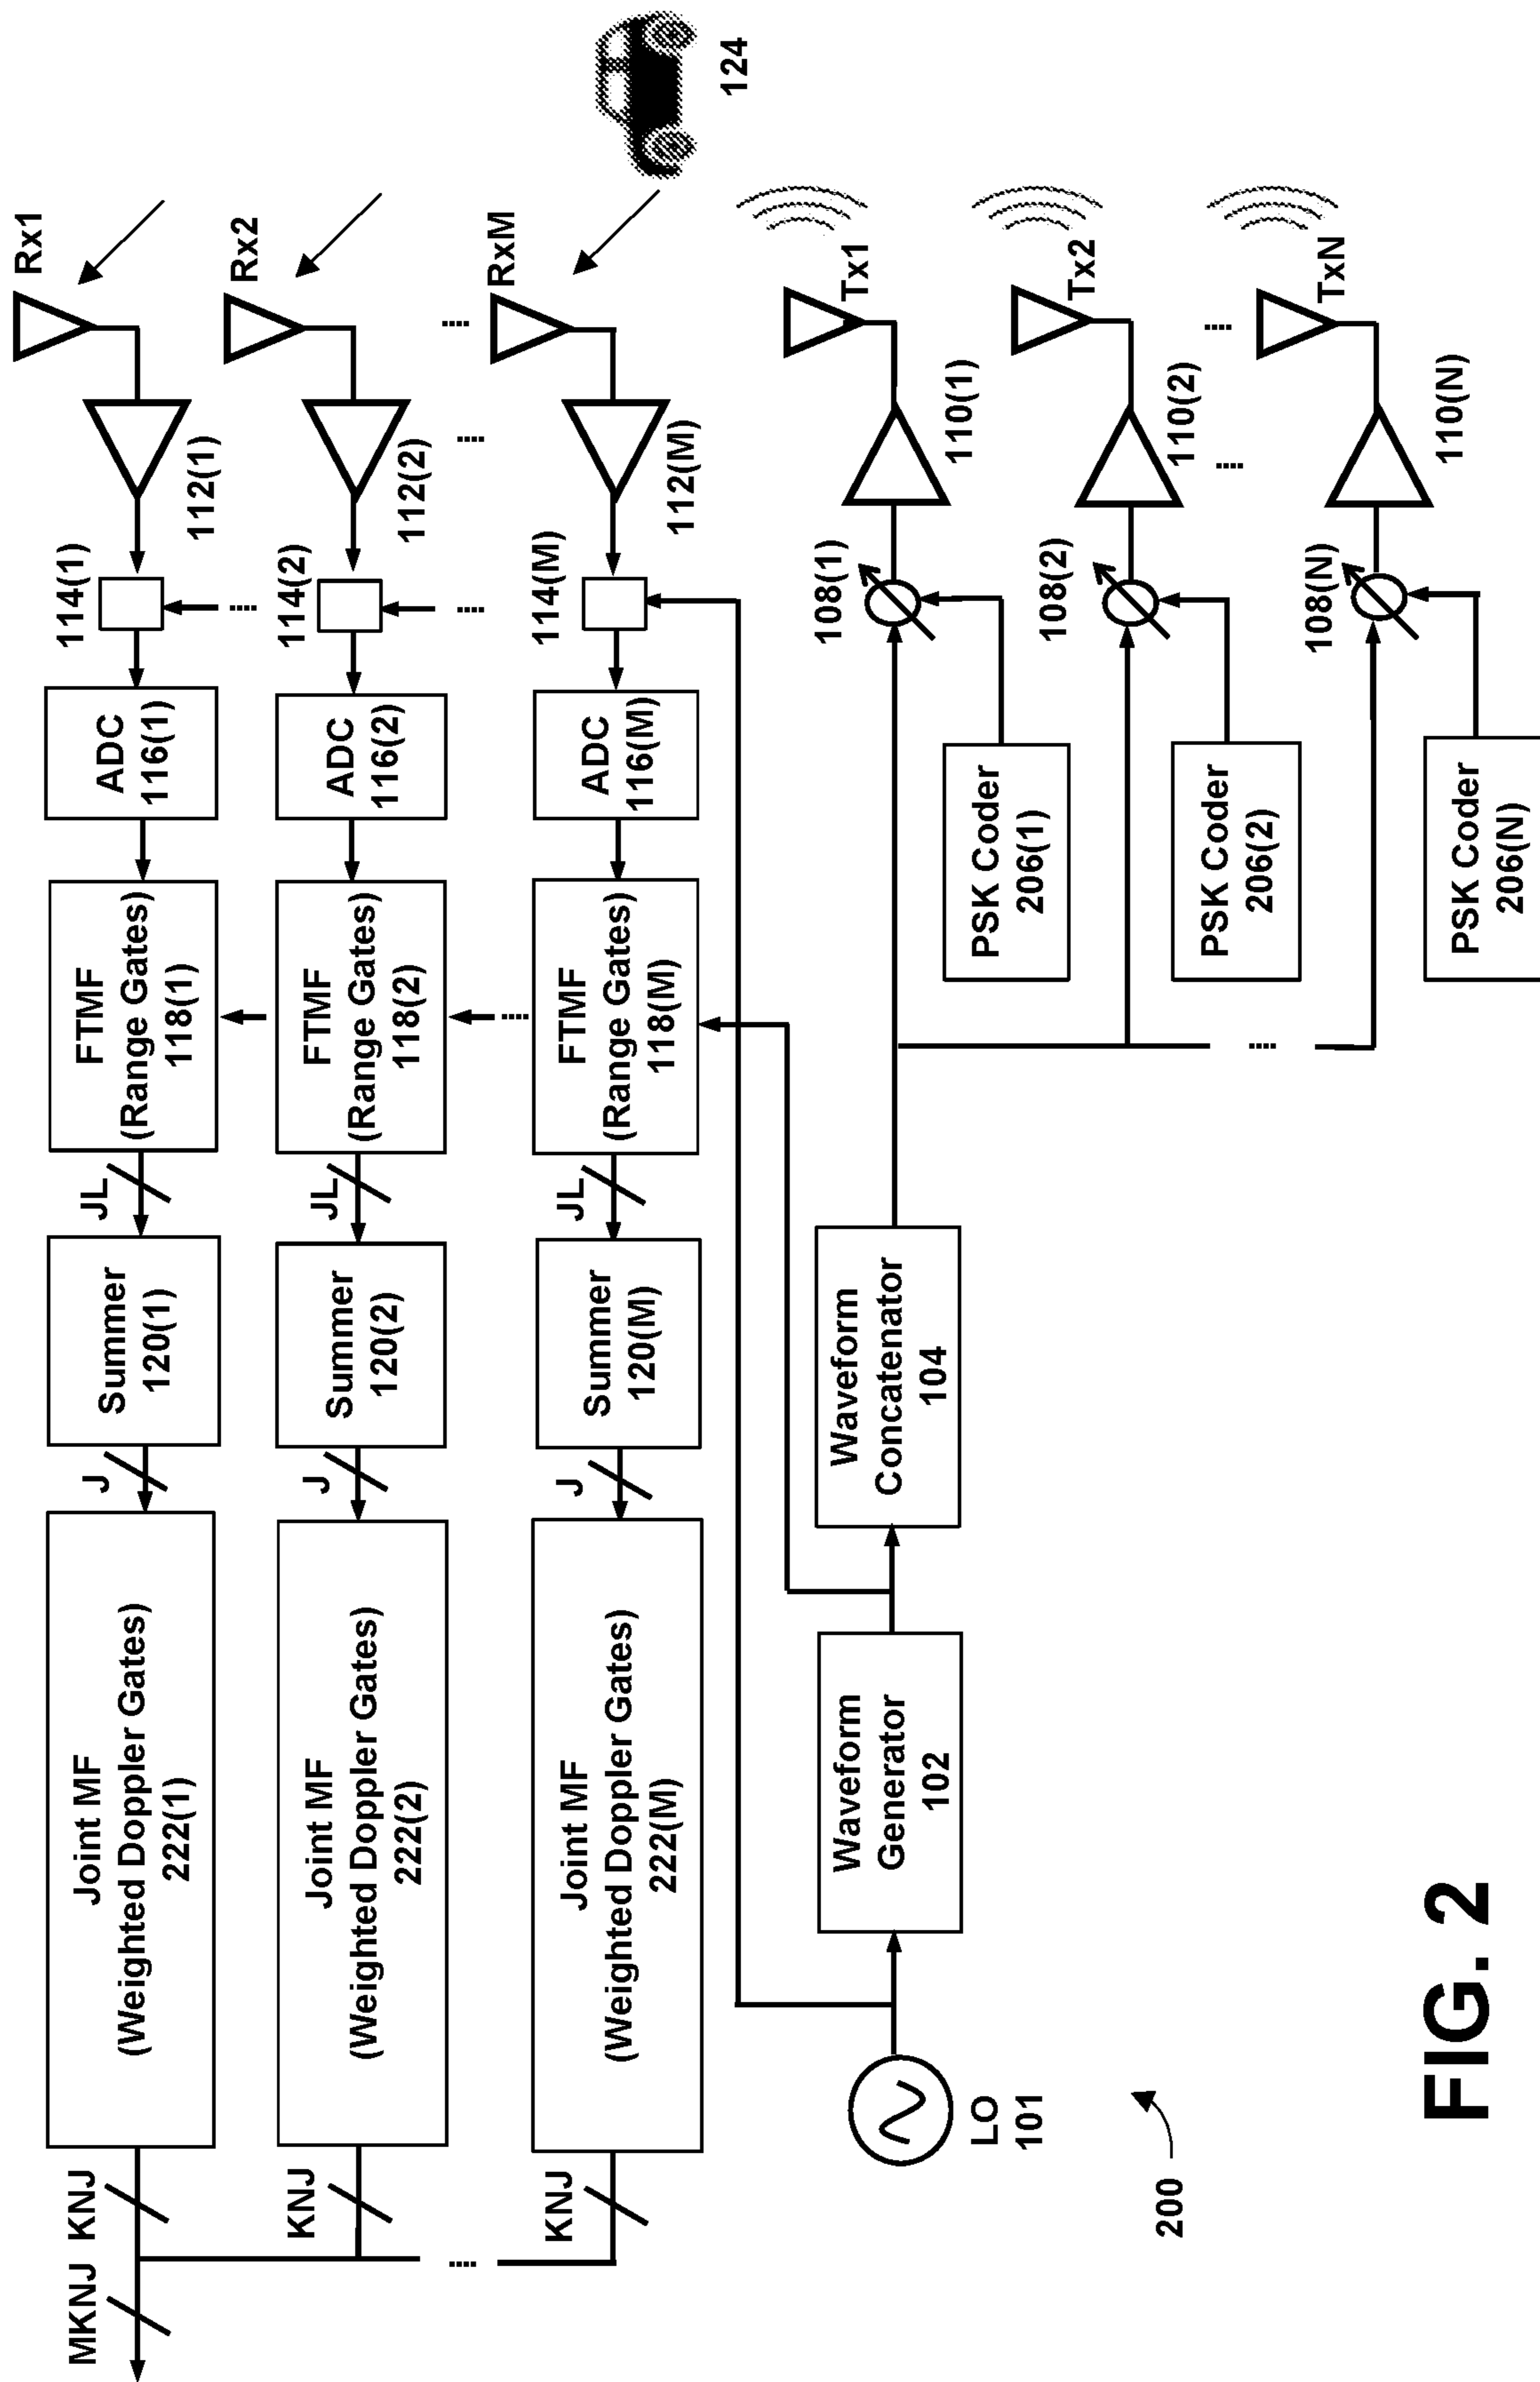 MKNJ
KNJ
Joint MF
(Weighted Doppler Gates)
222(1)
J
Summer
120(1)
JL
FTMF
(Range Gates)
118(1)
ADC
116(1)
114(1)
112(1)
Rx1
KNJ
Joint MF
(Weighted Doppler Gates)
222(2)
J
Summer
120(2)
JL
FTMF
(Range Gates)
118(2)
ADC
116(2)
114(2)
112(2)
Rx2
KNJ
Joint MF
(Weighted Doppler Gates)
222(M)
J
Summer
120(M)
JL
FTMF
(Range Gates)
118(M)
ADC
116(M)
114(M)
112(M)
RxM
124
LO
101
Waveform
Generator
102
Waveform
Concatenator
104
108(1)
110(1)
Tx1
PSK Coder
206(1)
108(2)
110(2)
Tx2
PSK Coder
206(2)
108(N)
110(N)
TxN
PSK Coder
206(N)
200
FIG. 2